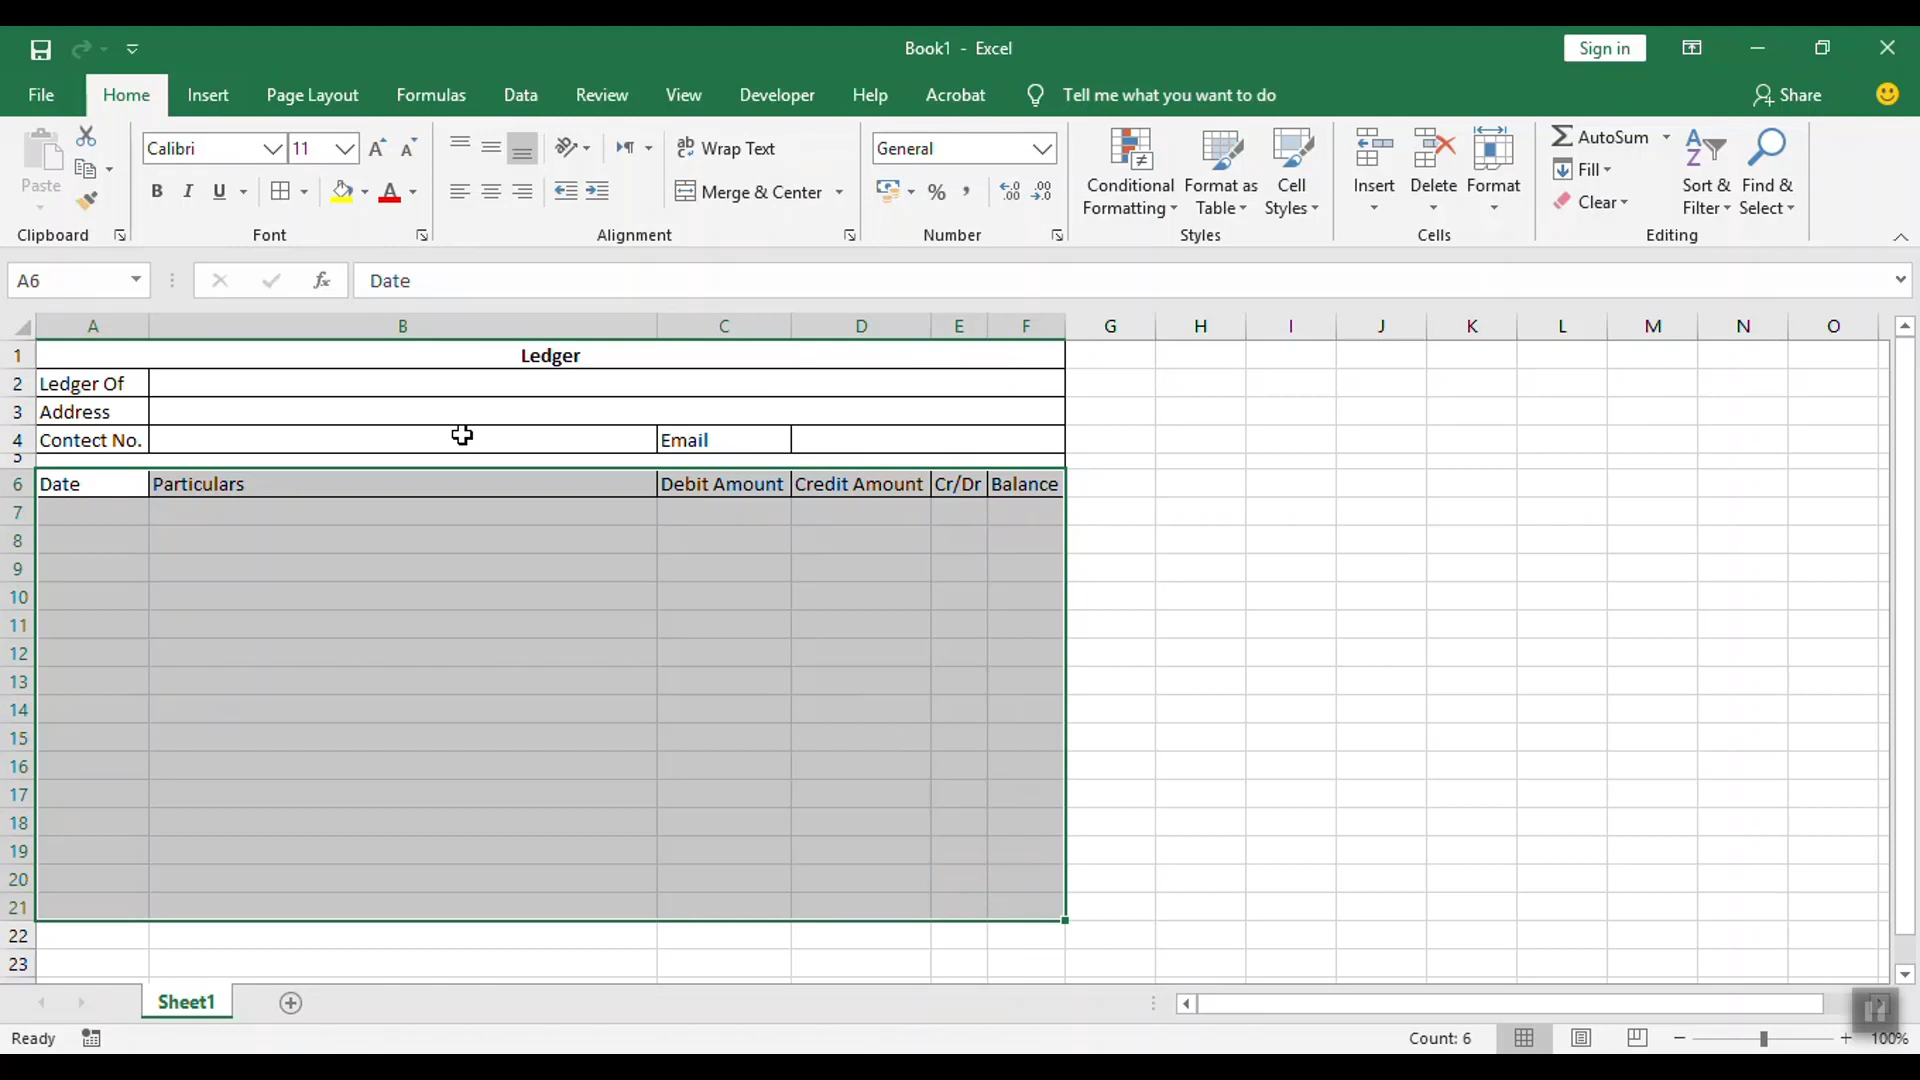 Book1 - Excel
Sign in
File
Home
Insert
Page Layout
Formulas
Data
Review
View
Developer
Help
Acrobat
Tell me what you want to do
Share
Paste
Clipboard
Calibri
11
A
A
B
I
U
A
Font
ab
Wrap Text
Merge & Center
Alignment
General
%
,
Number
Conditional
Formatting
Format as
Table
Cell
Styles
Styles
Insert
Delete
Format
Cells
AutoSum
Fill
Clear
Sort &
Filter
Find &
Select
Editing
A6
fx
Date
A B C D E F G H I J K L M N O
1 Ledger
2 Ledger Of
3 Address
4 Contect No. Email
5
6 Date Particulars Debit Amount Credit Amount Cr/Dr Balance
7
8
9
10
11
12
13
14
15
16
17
18
19
20
21
22
23
Sheet1
Ready
Count: 6
100%